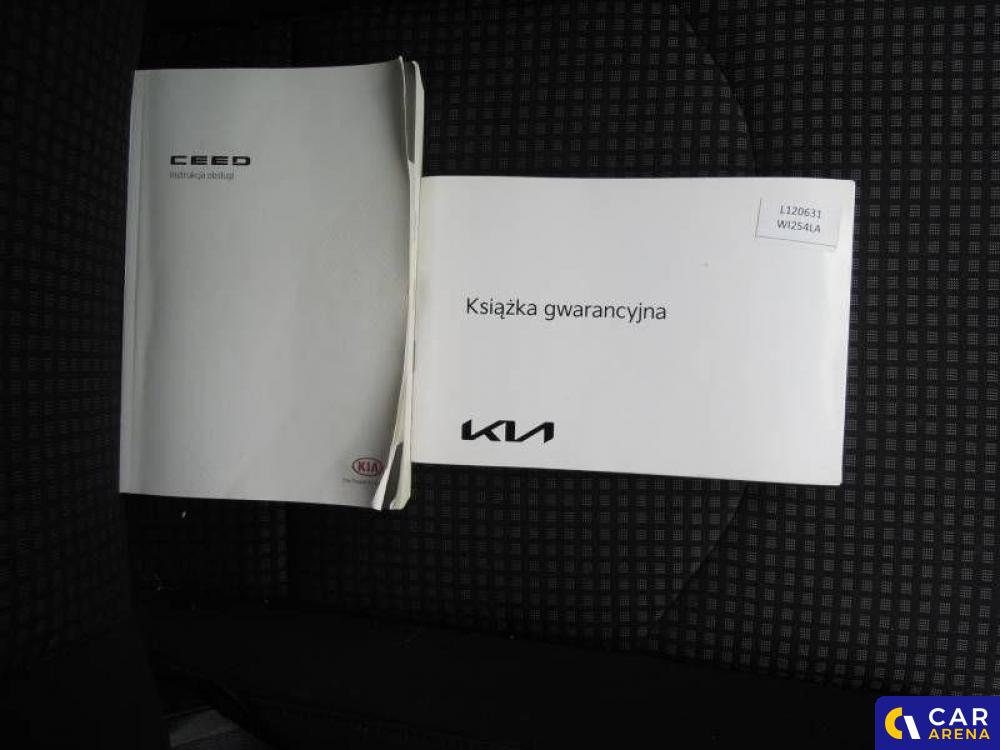 CEED
Instrukcja obsługi
KIA
L120631
WI254LA
Książka gwarancyjna
KIA
CAR
ARENA